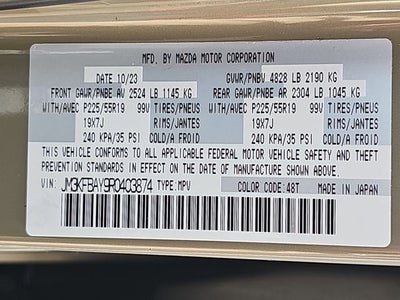 MFD. BY MAZDA MOTOR CORPORATION
DATE 10/23 GVWR/PNBV 4828 LB 2190 KG
FRONT GAWR/PNBE AV 2524 LB 1145 KG REAR GAWR/PNBE AR 2304 LB 1045 KG
WITH/AVEC P225/55R19 99V TIRES/PNEUS WITH/AVEC P225/55R19 99V TIRES/PNEUS
19X7J RIMS/JANTES 19X7J RIMS/JANTES
240 KPA/35 PSI COLD/A FROID 240 KPA/35 PSI COLD/A FROID
THIS VEHICLE CONFORMS TO ALL APPLICABLE FEDERAL MOTOR VEHICLE SAFETY AND THEFT
PREVENTION STANDARDS IN EFFECT ON THE DATE OF MANUFACTURE SHOWN ABOVE.
VIN: JM3KFBAY9R0403874 TYPE:MPV COLOR CODE:48T MADE IN JAPAN